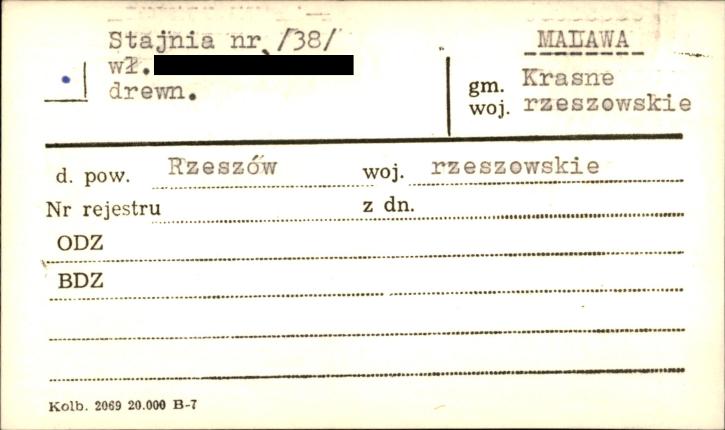 Stajnia nr /38/
wł.
drewn.
MALAWA
gm. Krasne
woj. rzeszowskie
d. pow. Rzeszów woj. rzeszowskie
Nr rejestru z dn.
ODZ
BDZ
Kolb. 2069 20.000 B-7